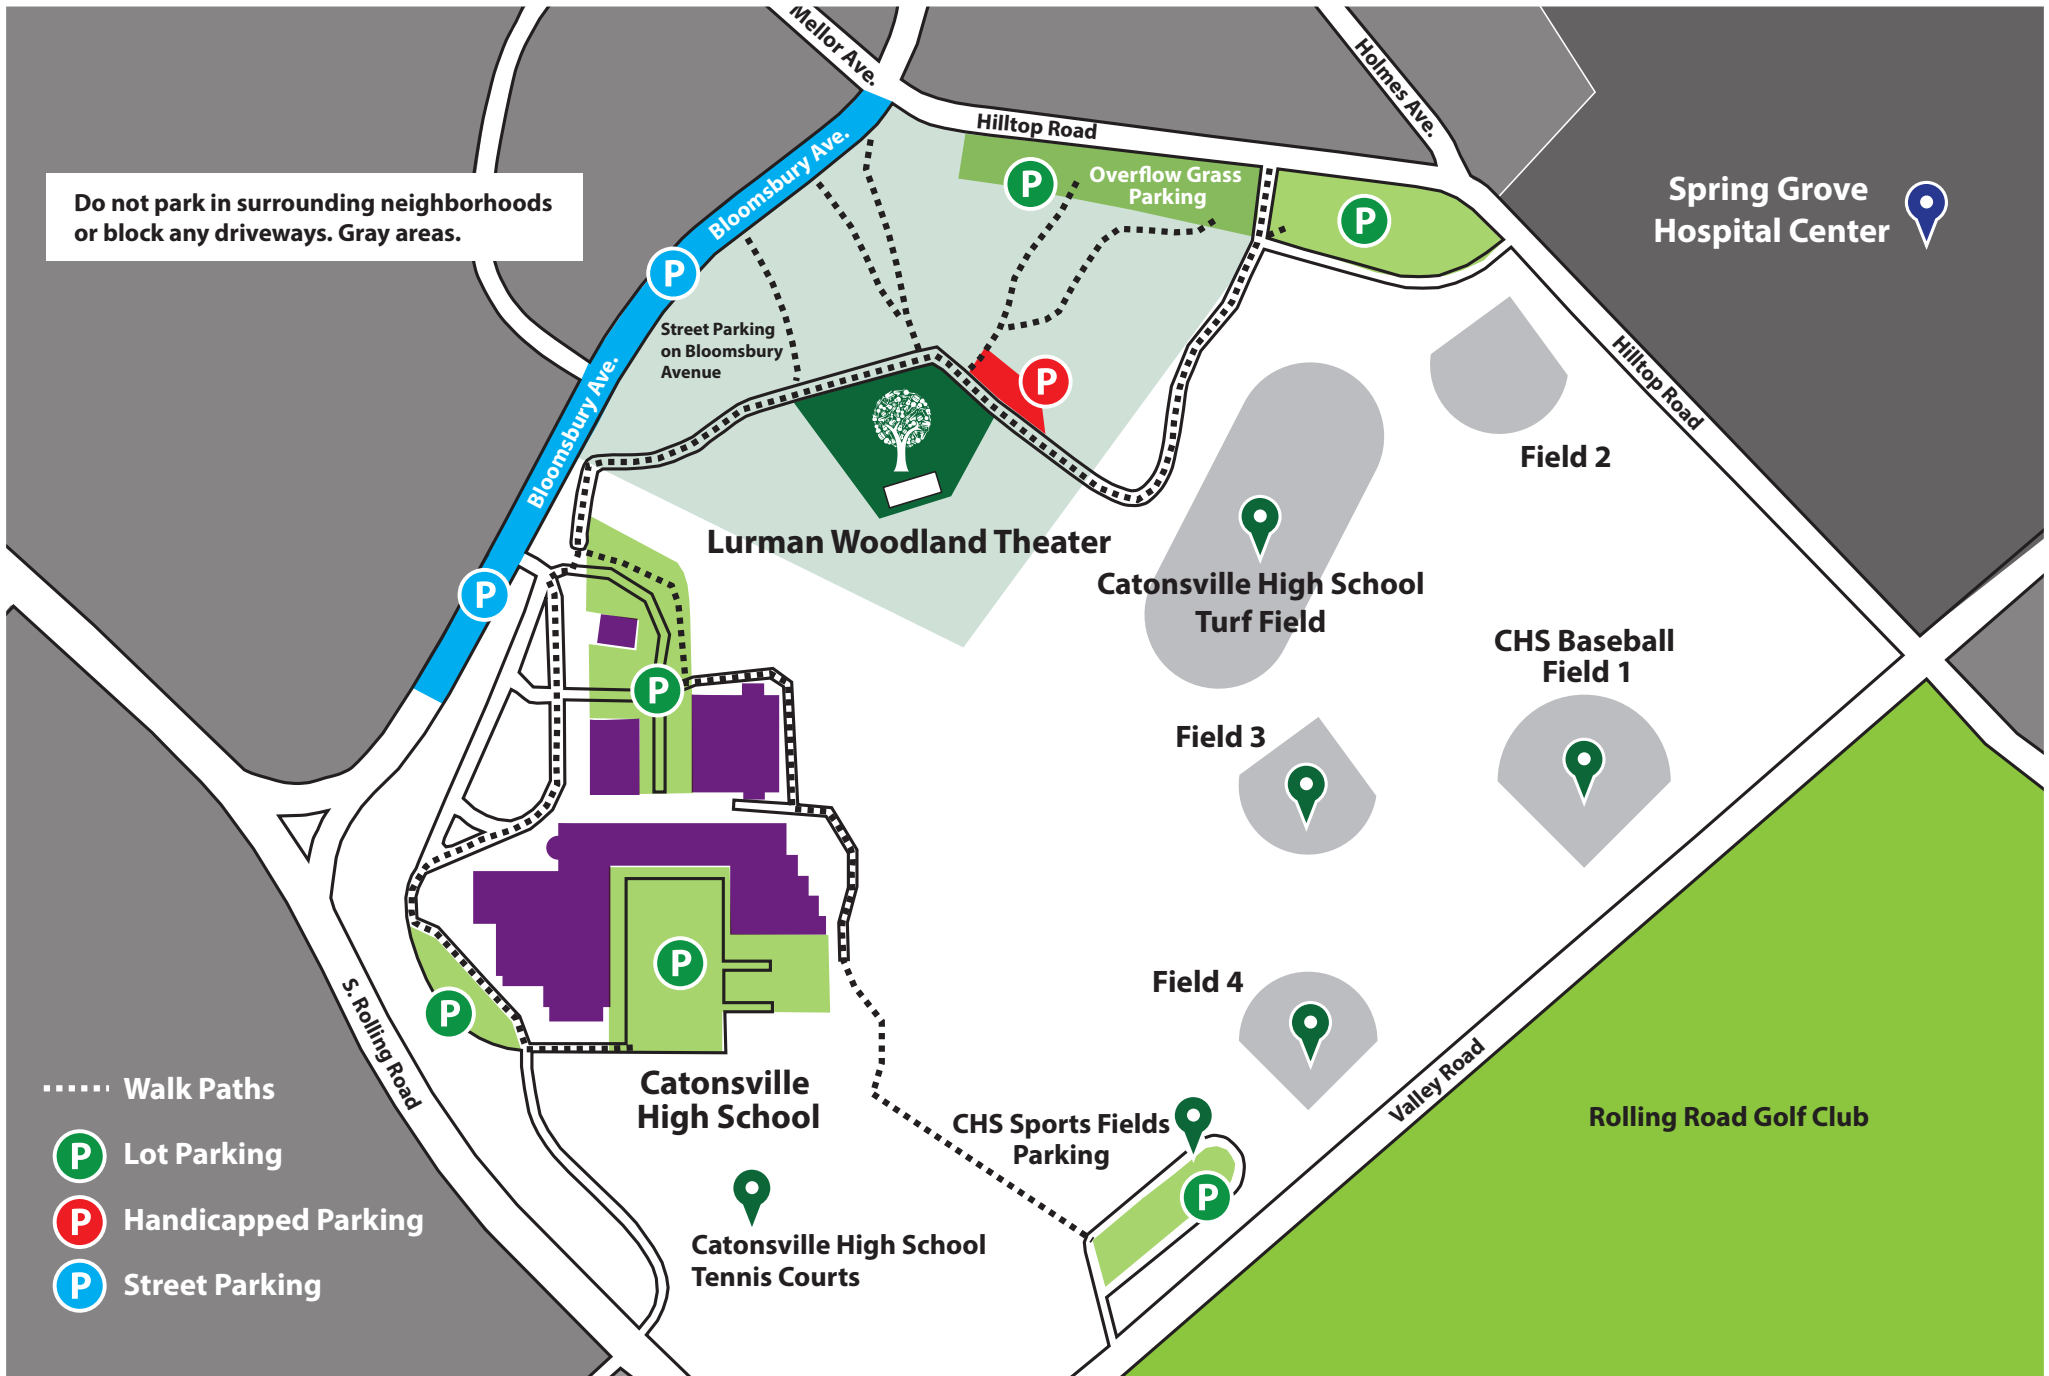 Mellor Ave.
Holmes Ave.
Hilltop Road
Bloomsbury Ave.
P
Overflow Grass
Parking
P
Spring Grove
Hospital Center
Do not park in surrounding neighborhoods
or block any driveways. Gray areas.
P
Street Parking
on Bloomsbury
Avenue
P
Hilltop Road
Bloomsbury Ave.
Field 2
Lurman Woodland Theater
P
Catonsville High School
Turf Field
CHS Baseball
Field 1
P
Field 3
P
Field 4
P
S. Rolling Road
Valley Road
Catonsville
High School
CHS Sports Fields
Parking
P
Rolling Road Golf Club
Catonsville High School
Tennis Courts
Walk Paths
P Lot Parking
P Handicapped Parking
P Street Parking